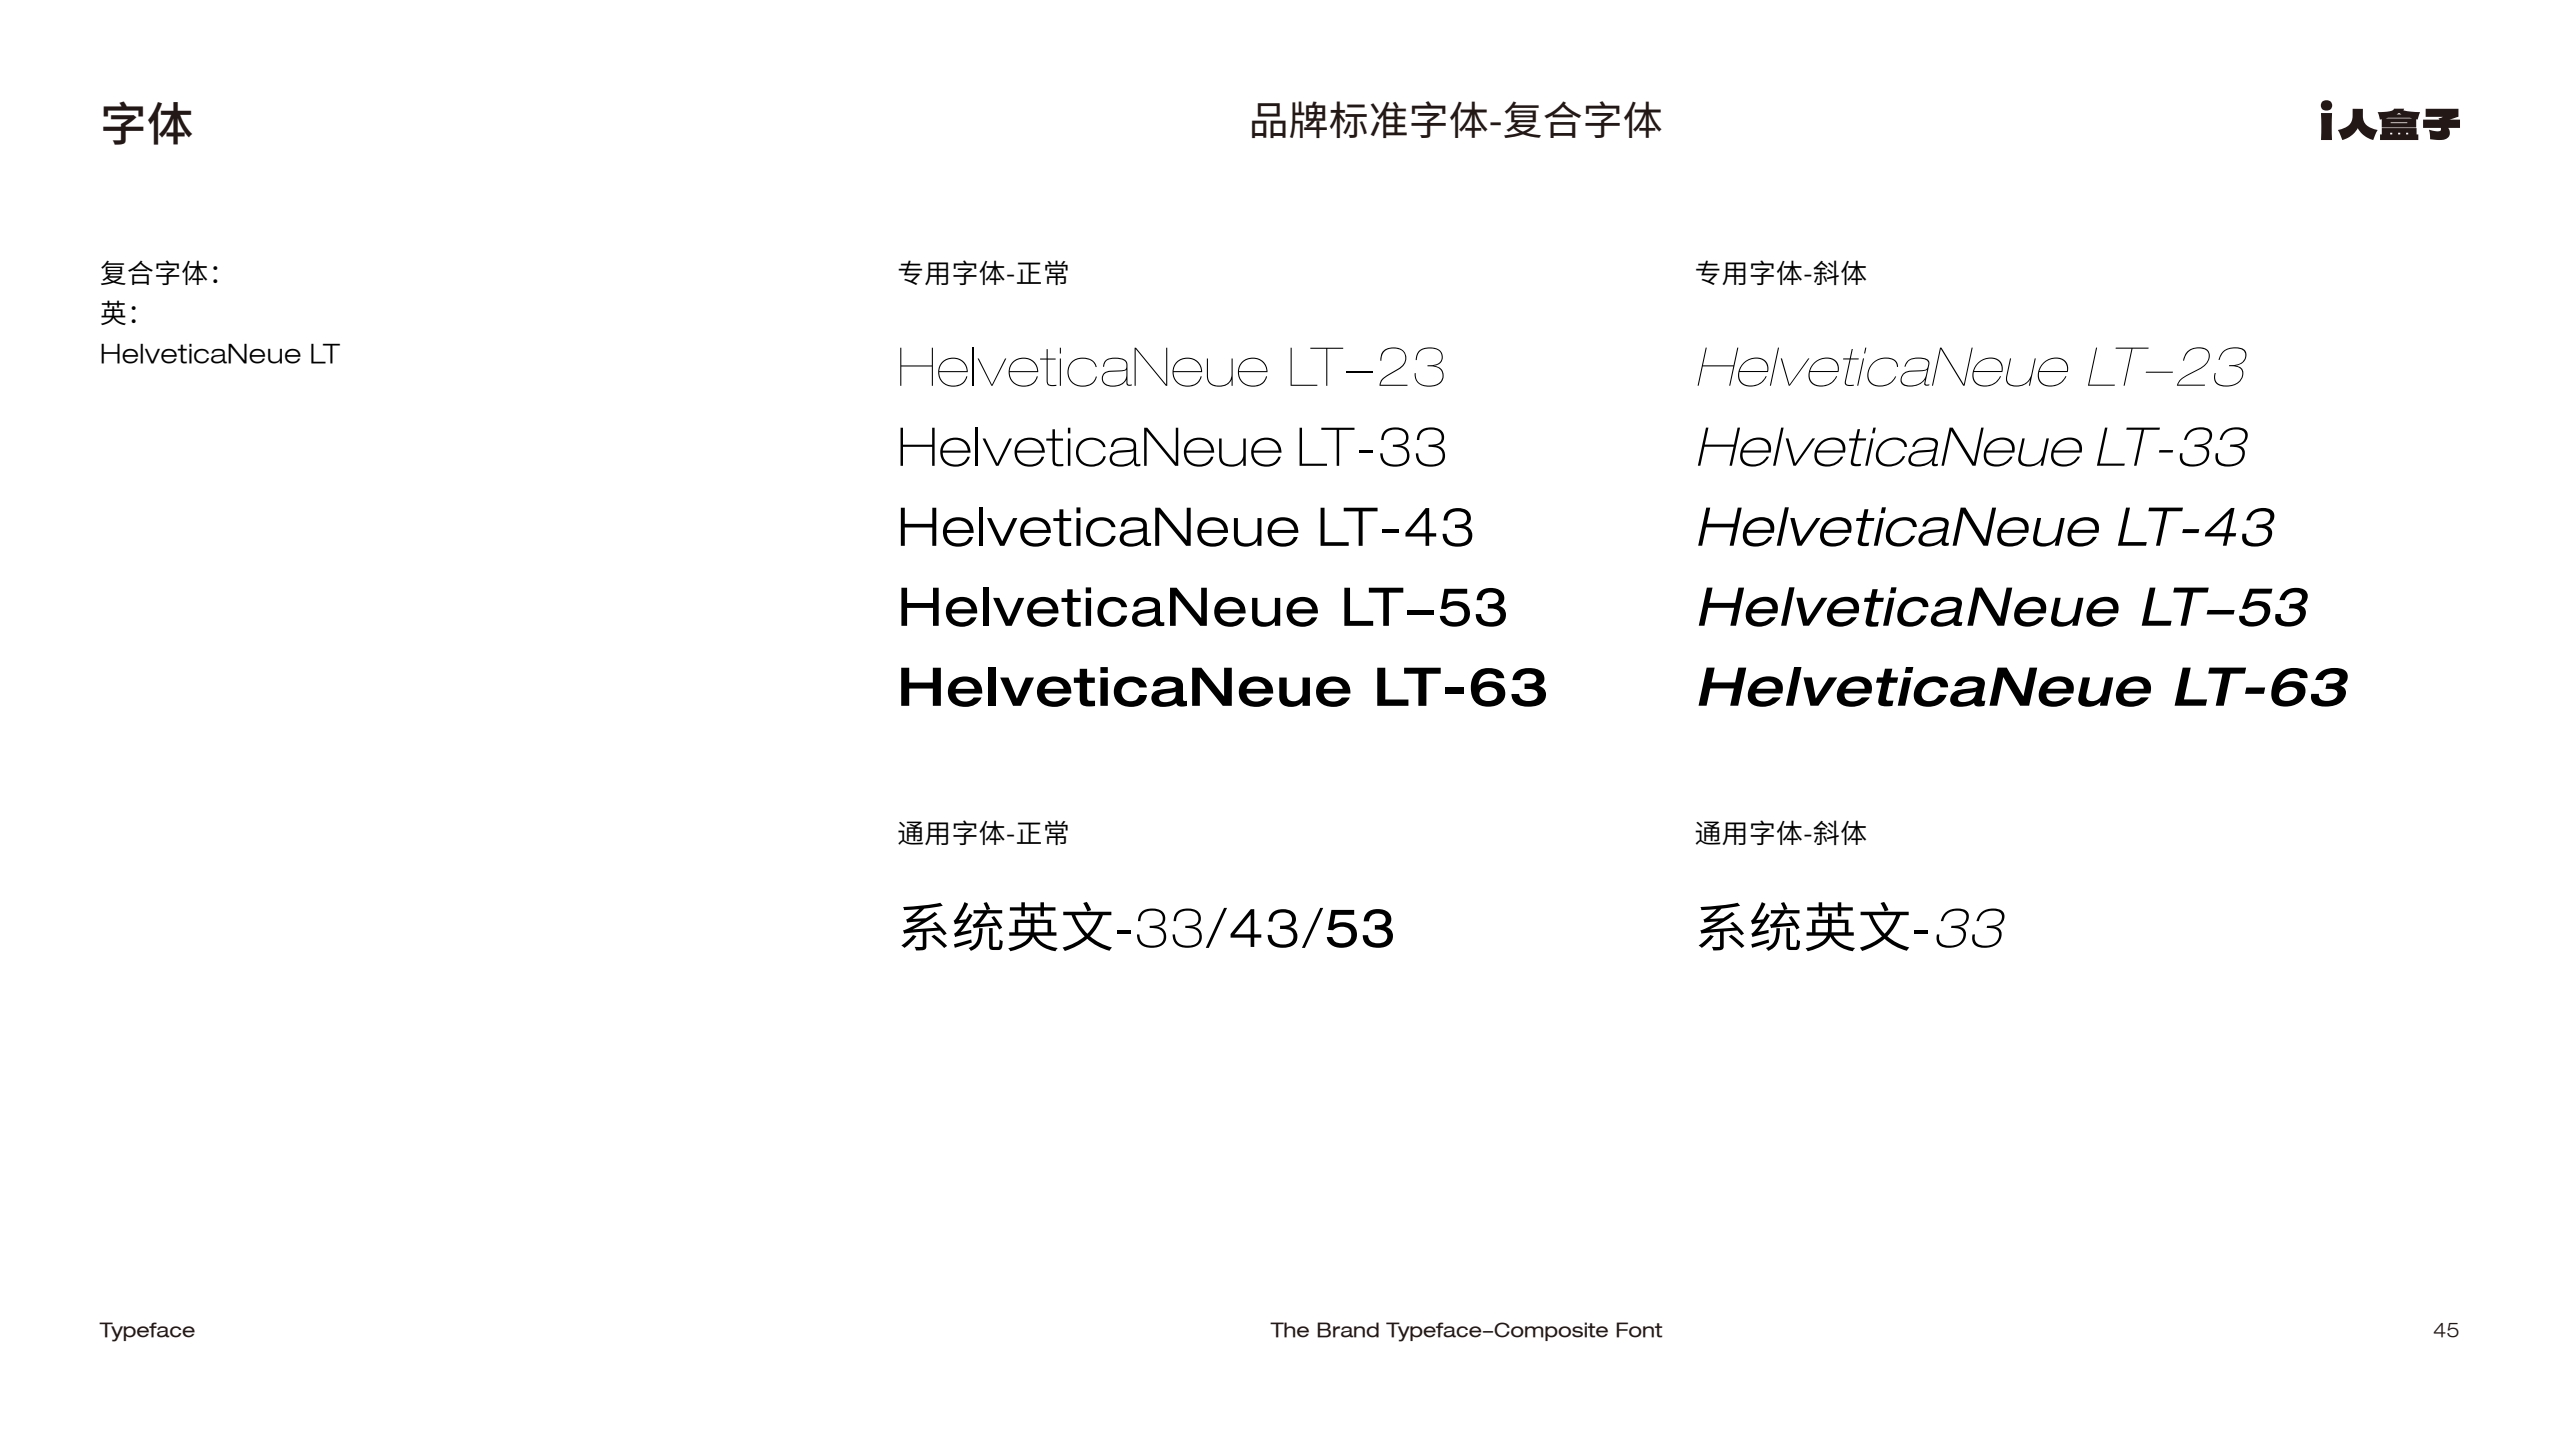 字体
品牌标准字体-复合字体
i人盒子
复合字体：
英：
HelveticaNeue LT
专用字体-正常
HelveticaNeue LT–23
HelveticaNeue LT-33
HelveticaNeue LT-43
HelveticaNeue LT–53
HelveticaNeue LT-63
专用字体-斜体
HelveticaNeue LT–23
HelveticaNeue LT-33
HelveticaNeue LT-43
HelveticaNeue LT–53
HelveticaNeue LT-63
通用字体-正常
系统英文-33/43/53
通用字体-斜体
系统英文-33
Typeface
The Brand Typeface–Composite Font
45